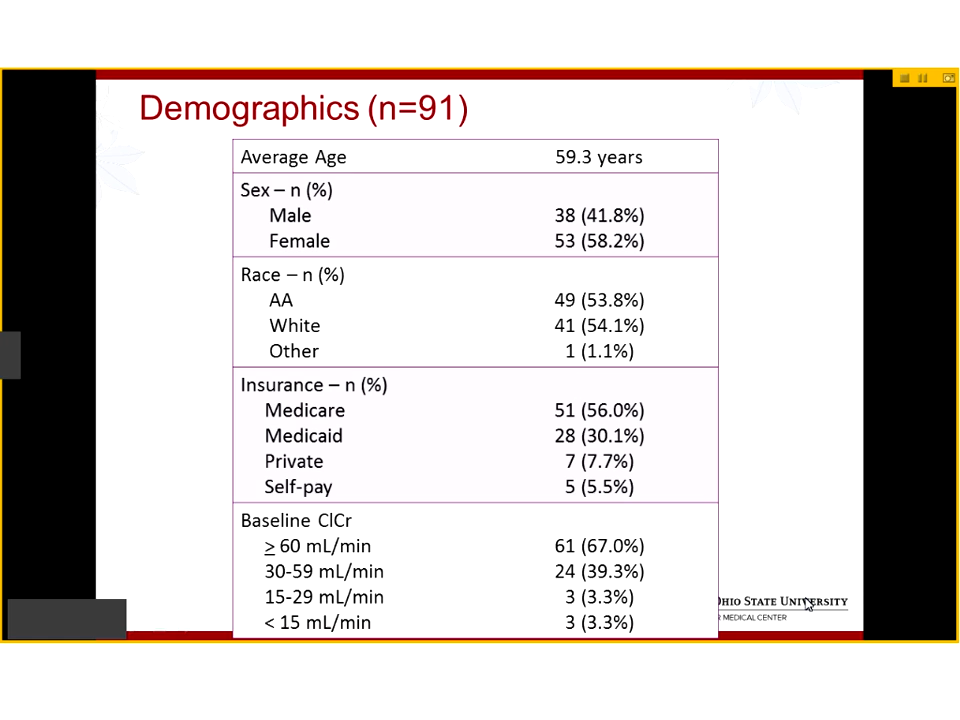 Demographics (n=91)
Average Age 59.3 years
Sex – n (%)
Male 38 (41.8%)
Female 53 (58.2%)
Race – n (%)
AA 49 (53.8%)
White 41 (54.1%)
Other 1 (1.1%)
Insurance – n (%)
Medicare 51 (56.0%)
Medicaid 28 (30.1%)
Private 7 (7.7%)
Self-pay 5 (5.5%)
Baseline ClCr
≥ 60 mL/min 61 (67.0%)
30-59 mL/min 24 (39.3%)
15-29 mL/min 3 (3.3%)
< 15 mL/min 3 (3.3%)
OHIO STATE UNIVERSITY
MEDICAL CENTER